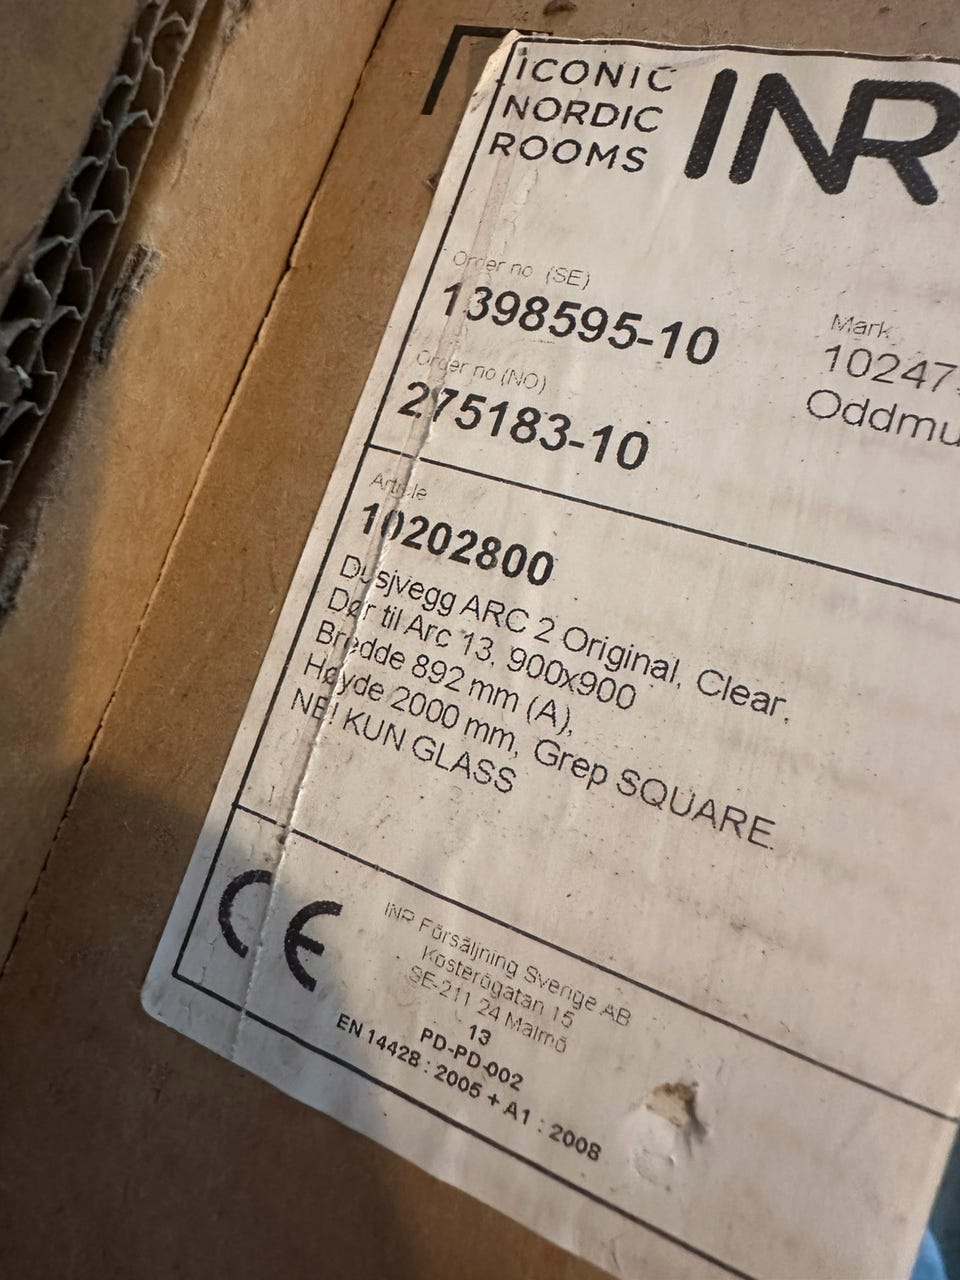 ICONIC
NORDIC
ROOMS
INR
Order no (SE)
1398595-10
Mark
Order no (NO)
275183-10
Article
10202800
Dusjvegg ARC 2 Original, Clear.
Dør til Arc 13, 900x900
Bredde 892 mm (A),
Høyde 2000 mm, Grep SQUARE.
NB! KUN GLASS
CE
INR Försäljning Sverige AB
Kosterögatan 15
SE-211 24 Malmö
13
PD-PD-002
EN 14428 : 2005 + A1 : 2008